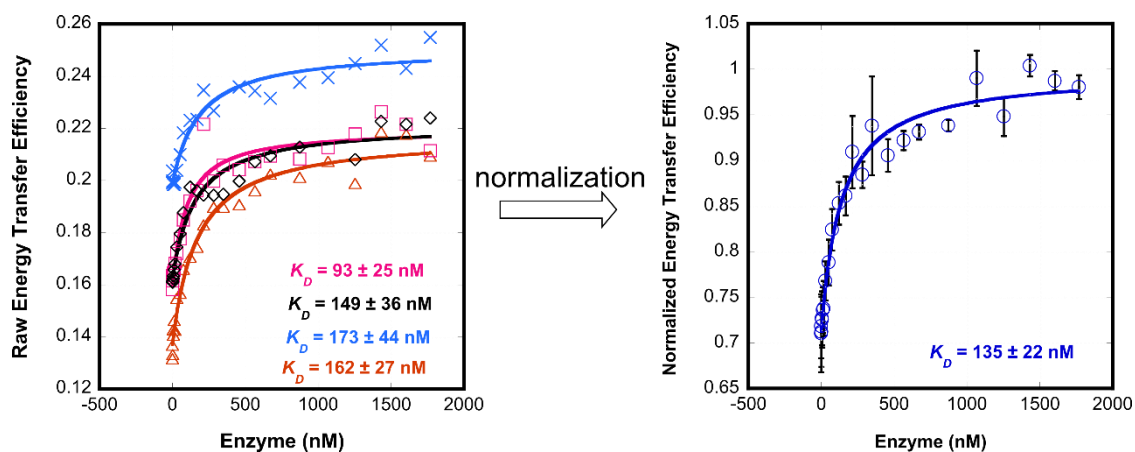 Raw Energy Transfer Efficiency
0.26
0.24
0.22
0.2
0.18
0.16
0.14
0.12
-500
0
500
1000
1500
2000
Enzyme (nM)
K_D = 93 ± 25 nM
K_D = 149 ± 36 nM
K_D = 173 ± 44 nM
K_D = 162 ± 27 nM
normalization
Normalized Energy Transfer Efficiency
1.05
1
0.95
0.9
0.85
0.8
0.75
0.7
0.65
-500
0
500
1000
1500
2000
Enzyme (nM)
K_D = 135 ± 22 nM